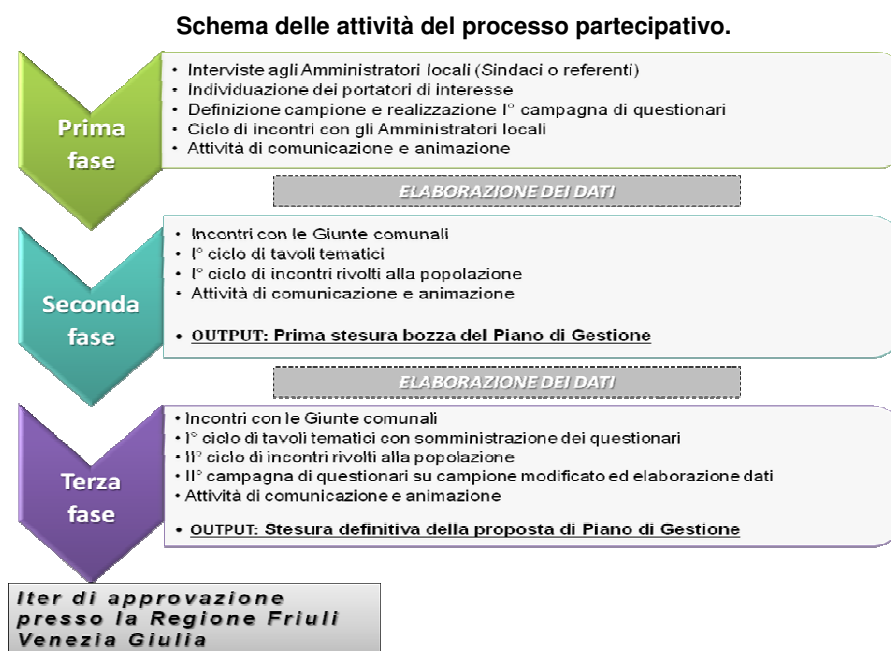 Schema delle attività del processo partecipativo.
Prima
fase
• Interviste agli Amministratori locali (Sindaci o referenti)
• Individuazione dei portatori di interesse
• Definizione campione e realizzazione I° campagna di questionari
• Ciclo di incontri con gli Amministratori locali
• Attività di comunicazione e animazione
ELABORAZIONE DEI DATI
Seconda
fase
• Incontri con le Giunte comunali
• I° ciclo di tavoli tematici
• I° ciclo di incontri rivolti alla popolazione
• Attività di comunicazione e animazione
• OUTPUT: Prima stesura bozza del Piano di Gestione
ELABORAZIONE DEI DATI
Terza
fase
• Incontri con le Giunte comunali
• I° ciclo di tavoli tematici con somministrazione dei questionari
• II° ciclo di incontri rivolti alla popolazione
• II° campagna di questionari su campione modificato ed elaborazione dati
• Attività di comunicazione e animazione
• OUTPUT: Stesura definitiva della proposta di Piano di Gestione
Iter di approvazione
presso la Regione Friuli
Venezia Giulia